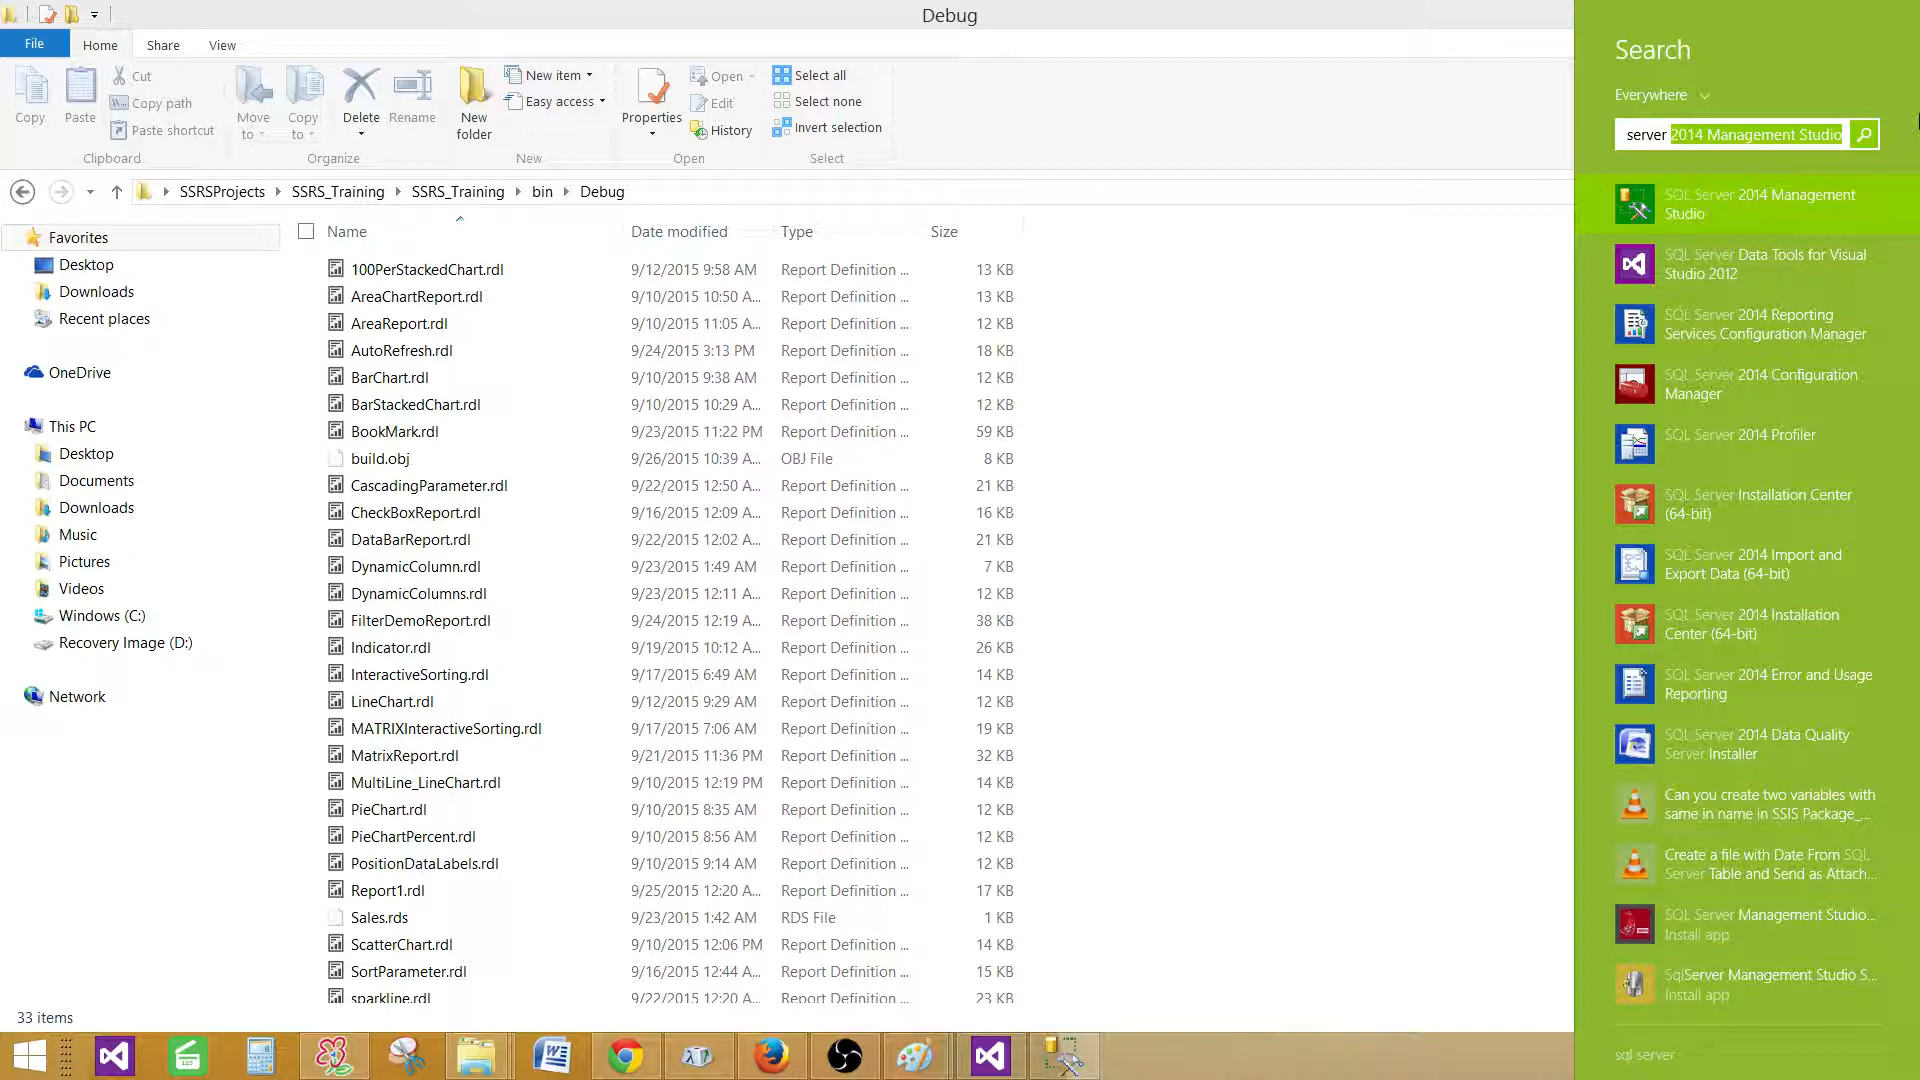 Debug
File Home Share View
Copy
Paste
Cut
Copy path
Paste shortcut
Clipboard
Move to
Copy to
Delete
Rename
Organize
New folder
New item
Easy access
New
Properties
Open
Edit
History
Open
Select all
Select none
Invert selection
Select
SSRSProjects SSRS_Training SSRS_Training bin Debug
Favorites
Desktop
Downloads
Recent places
OneDrive
This PC
Desktop
Documents
Downloads
Music
Pictures
Videos
Windows (C:)
Recovery Image (D:)
Network
Name Date modified Type Size
100PerStackedChart.rdl 9/12/2015 9:58 AM Report Definition ... 13 KB
AreaChartReport.rdl 9/10/2015 10:50 A... Report Definition ... 13 KB
AreaReport.rdl 9/10/2015 11:05 A... Report Definition ... 12 KB
AutoRefresh.rdl 9/24/2015 3:13 PM Report Definition ... 18 KB
BarChart.rdl 9/10/2015 9:38 AM Report Definition ... 12 KB
BarStackedChart.rdl 9/10/2015 10:29 A... Report Definition ... 12 KB
BookMark.rdl 9/23/2015 11:22 PM Report Definition ... 59 KB
build.obj 9/26/2015 10:39 A... OBJ File 8 KB
CascadingParameter.rdl 9/22/2015 12:50 A... Report Definition ... 21 KB
CheckBoxReport.rdl 9/16/2015 12:09 A... Report Definition ... 16 KB
DataBarReport.rdl 9/22/2015 12:02 A... Report Definition ... 21 KB
DynamicColumn.rdl 9/23/2015 1:49 AM Report Definition ... 7 KB
DynamicColumns.rdl 9/23/2015 12:11 A... Report Definition ... 12 KB
FilterDemoReport.rdl 9/24/2015 12:19 A... Report Definition ... 38 KB
Indicator.rdl 9/19/2015 10:12 A... Report Definition ... 26 KB
InteractiveSorting.rdl 9/17/2015 6:49 AM Report Definition ... 14 KB
LineChart.rdl 9/12/2015 9:29 AM Report Definition ... 12 KB
MATRIXInteractiveSorting.rdl 9/17/2015 7:06 AM Report Definition ... 19 KB
MatrixReport.rdl 9/21/2015 11:36 PM Report Definition ... 32 KB
MultiLine_LineChart.rdl 9/10/2015 12:19 PM Report Definition ... 14 KB
PieChart.rdl 9/10/2015 8:35 AM Report Definition ... 12 KB
PieChartPercent.rdl 9/10/2015 8:56 AM Report Definition ... 12 KB
PositionDataLabels.rdl 9/10/2015 9:14 AM Report Definition ... 12 KB
Report1.rdl 9/25/2015 12:20 A... Report Definition ... 17 KB
Sales.rds 9/23/2015 1:42 AM RDS File 1 KB
ScatterChart.rdl 9/10/2015 12:06 PM Report Definition ... 14 KB
SortParameter.rdl 9/16/2015 12:44 A... Report Definition ... 15 KB
sparkline.rdl 9/22/2015 12:20 A... Report Definition ... 23 KB
33 items
Search
Everywhere
server 2014 Management Studio
SQL Server 2014 Management
Studio
SQL Server Data Tools for Visual
Studio 2012
SQL Server 2014 Reporting
Services Configuration Manager
SQL Server 2014 Configuration
Manager
SQL Server 2014 Profiler
SQL Server Installation Center
(64-bit)
SQL Server 2014 Import and
Export Data (64-bit)
SQL Server 2014 Installation
Center (64-bit)
SQL Server 2014 Error and Usage
Reporting
SQL Server 2014 Data Quality
Server Installer
Can you create two variables with
same in name in SSIS Package_...
Create a file with Date From SQL
Server Table and Send as Attach...
SQL Server Management Studio...
Install app
SqlServer Management Studio S...
Install app
sql server